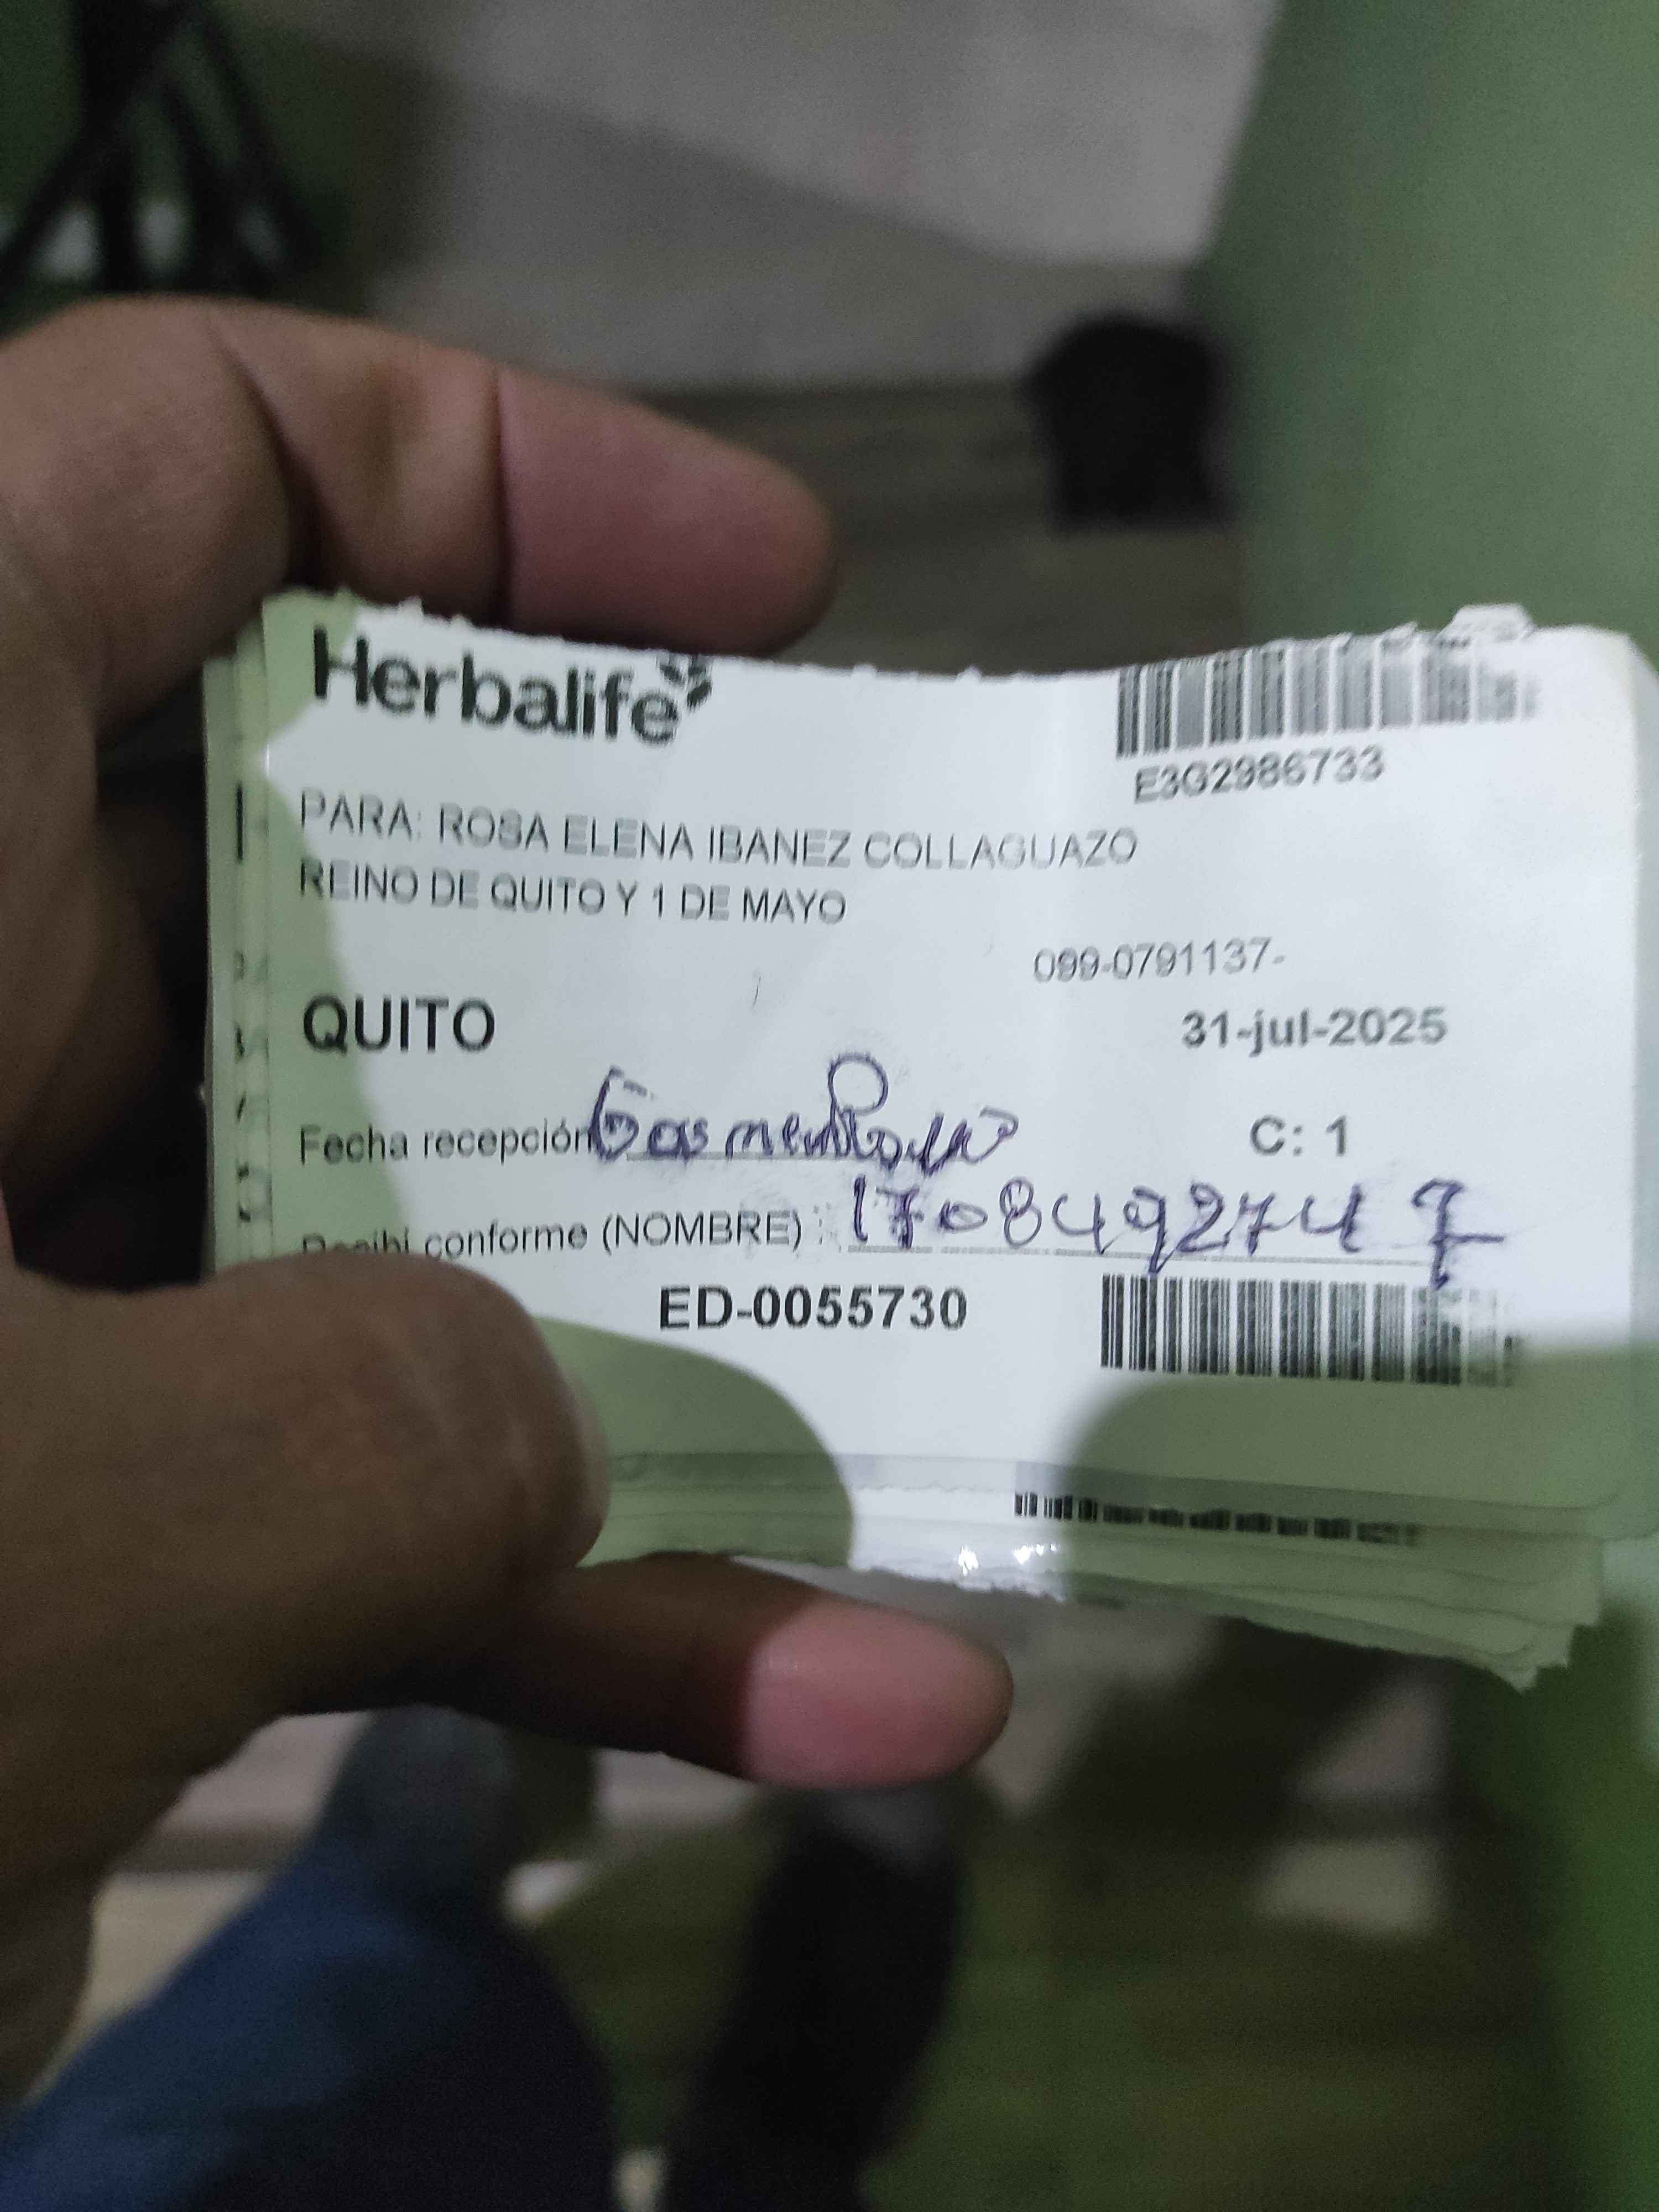 Herbalife
E3G2986733
PARA: ROSA ELENA IBANEZ COLLAGUAZO
REINO DE QUITO Y 1 DE MAYO
099-0791137-
QUITO
31-jul-2025
Fecha recepción
C: 1
Recibi conforme (NOMBRE) : 1708492747
ED-0055730